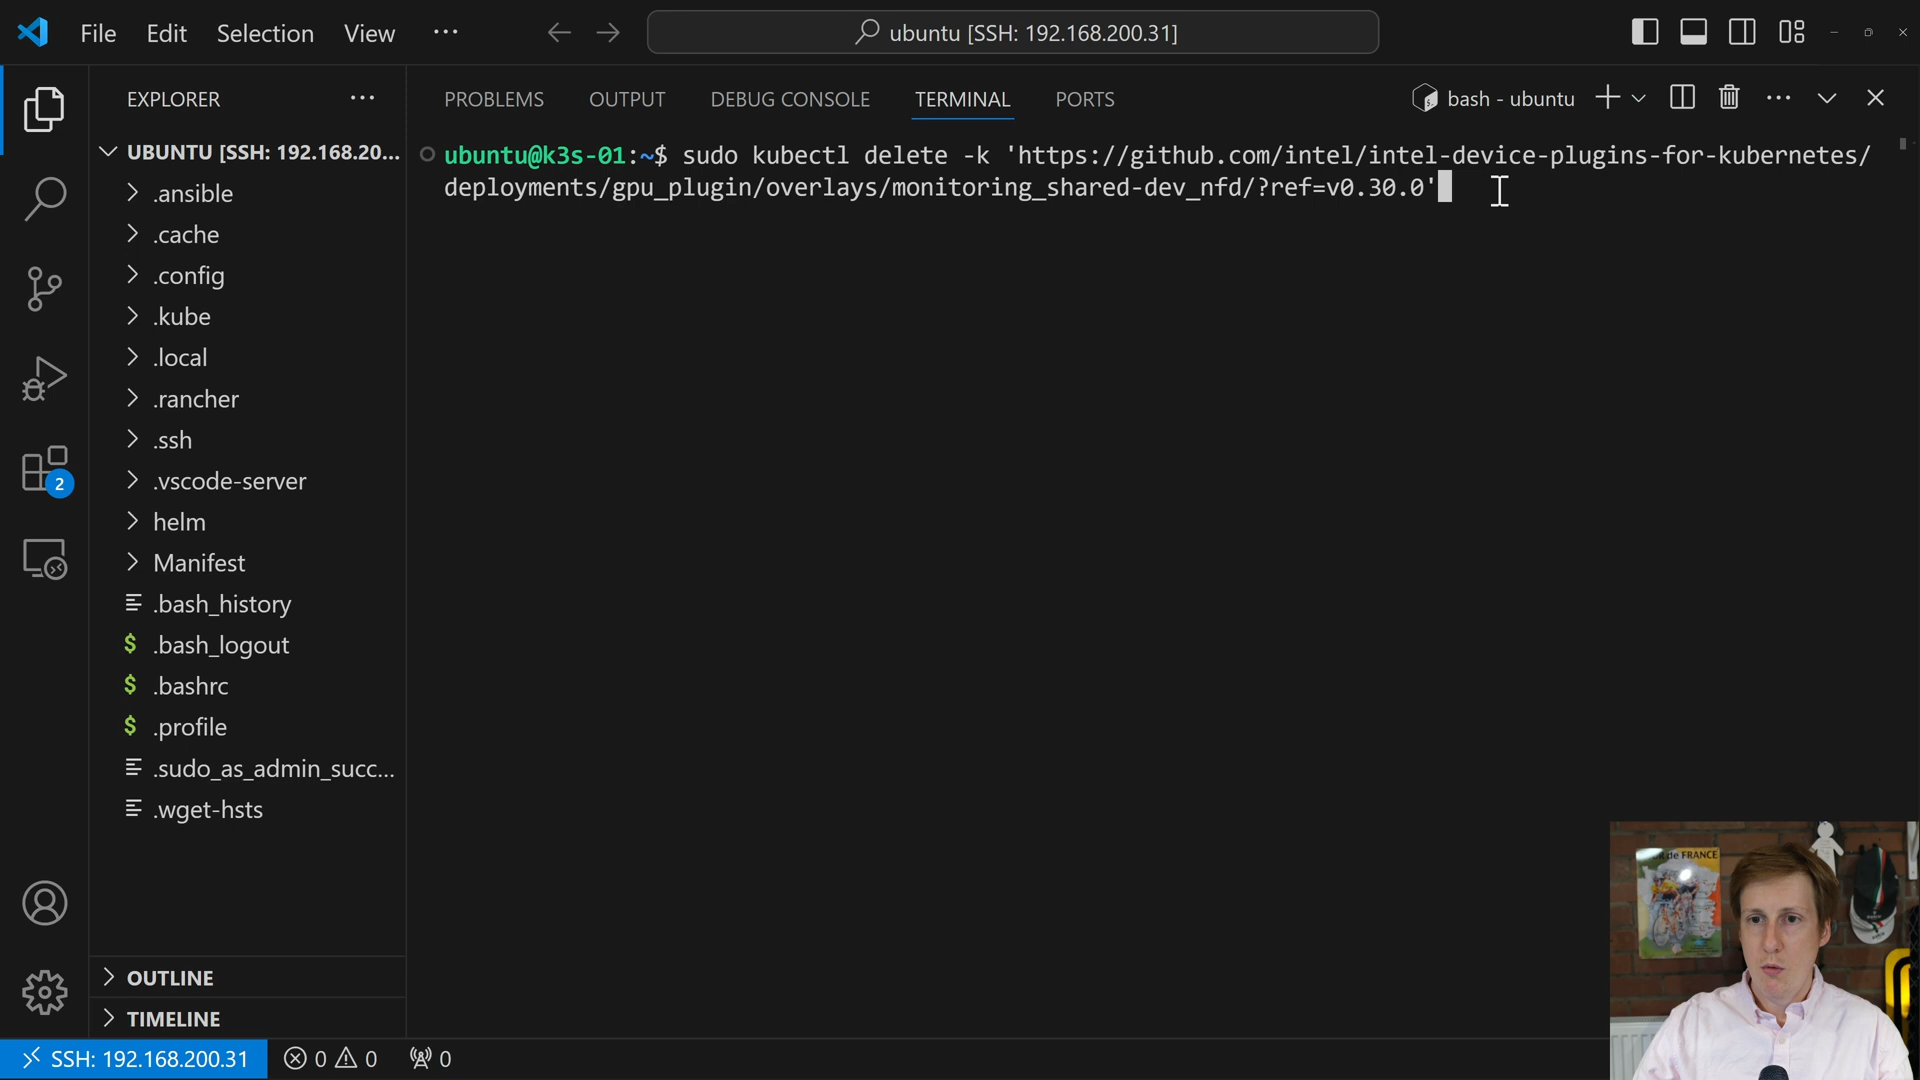 File Edit Selection View ubuntu [SSH: 192.168.200.31]
EXPLORER
UBUNTU [SSH: 192.168.20...
.ansible
.cache
.config
.kube
.local
.rancher
.ssh
.vscode-server
helm
Manifest
.bash_history
.bash_logout
.bashrc
.profile
.sudo_as_admin_succ...
.wget-hsts
OUTLINE
TIMELINE
2
PROBLEMS OUTPUT DEBUG CONSOLE TERMINAL PORTS bash - ubuntu
ubuntu@k3s-01:~$ sudo kubectl delete -k 'https://github.com/intel/intel-device-plugins-for-kubernetes/
deployments/gpu_plugin/overlays/monitoring_shared-dev_nfd/?ref=v0.30.0'
de FRANCE
SSH: 192.168.200.31 0 0 0